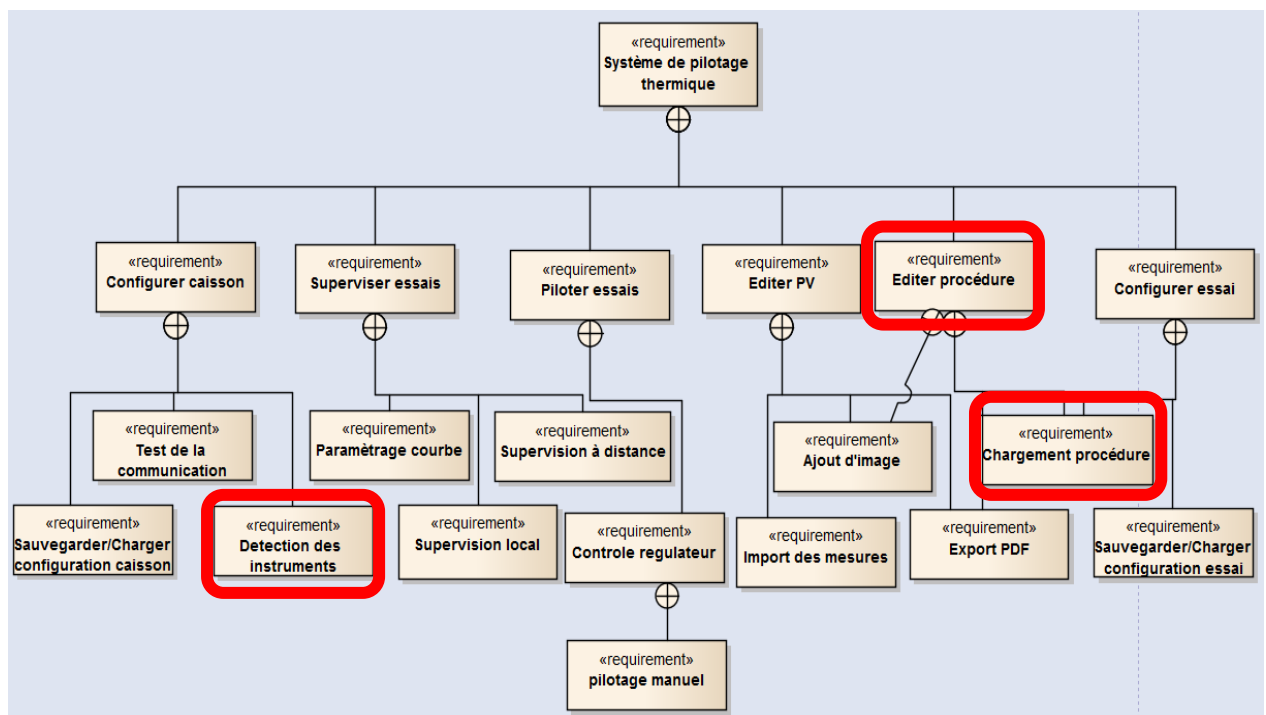 «requirement»
Système de pilotage
thermique
«requirement»
Configurer caisson
«requirement»
Superviser essais
«requirement»
Piloter essais
«requirement»
Editer PV
«requirement»
Editer procédure
«requirement»
Configurer essai
«requirement»
Test de la
communication
«requirement»
Paramètrage courbe
«requirement»
Supervision à distance
«requirement»
Ajout d'image
«requirement»
Chargement procédure
«requirement»
Sauvegarder/Charger
configuration caisson
«requirement»
Detection des
instruments
«requirement»
Supervision local
«requirement»
Controle regulateur
«requirement»
Import des mesures
«requirement»
Export PDF
«requirement»
Sauvegarder/Charger
configuration essai
«requirement»
pilotage manuel